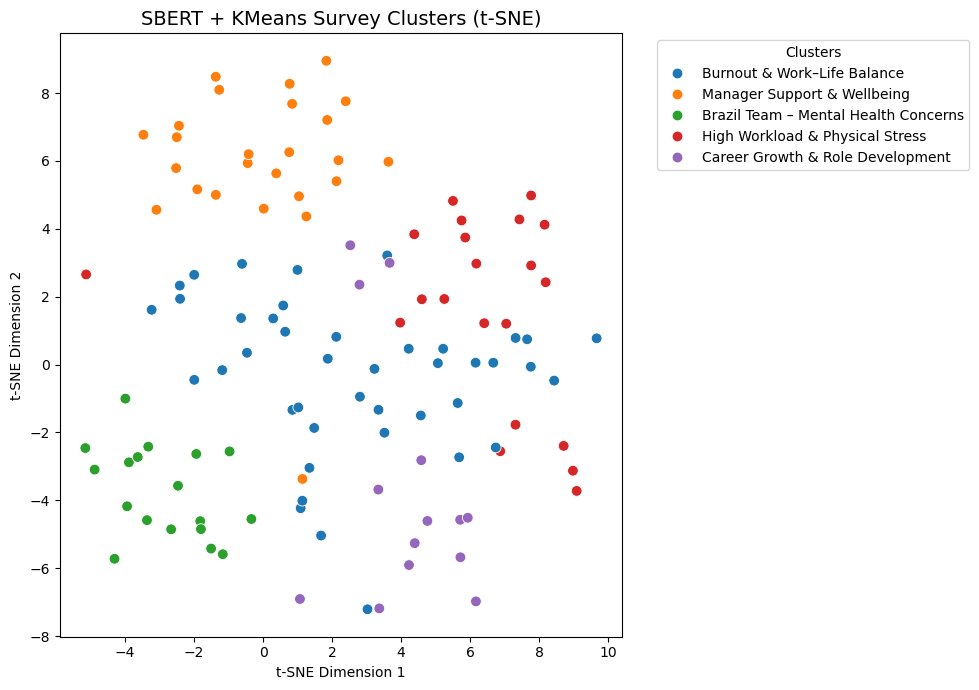 SBERT + KMeans Survey Clusters (t-SNE)
Clusters
Burnout & Work–Life Balance
Manager Support & Wellbeing
Brazil Team – Mental Health Concerns
High Workload & Physical Stress
Career Growth & Role Development
t-SNE Dimension 2
8
6
4
2
0
−2
−4
−6
−8
−4
−2
0
2
4
6
8
10
t-SNE Dimension 1